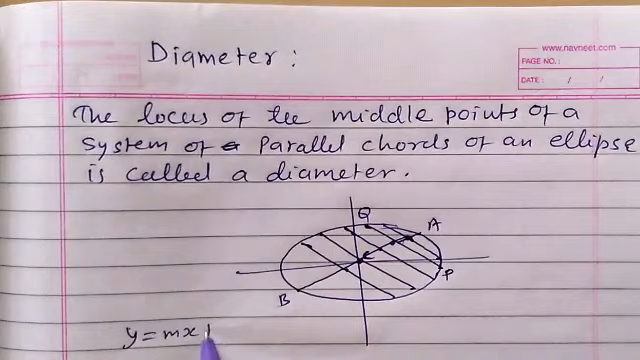 Diameter:
www.navneet.com
PAGE NO.:
DATE: / /
The locus of the middle points of a
system of parallel chords of an ellipse
is called a diameter.
Q
A
P
B
y = mx